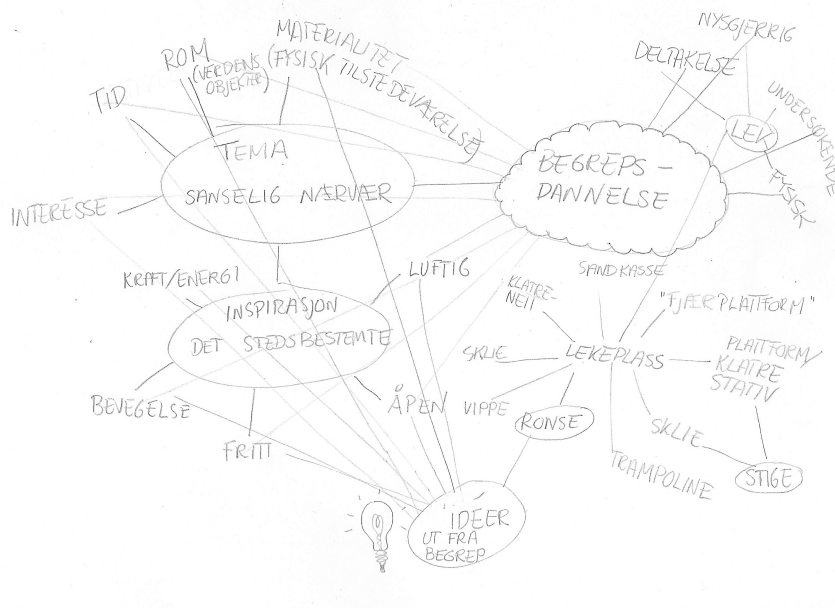 NYSGJERRIG
DELTAKELSE
UNDERSØKENDE
LEK
FYSISK
MATERIALITET
(FYSISK TILSTEDEVÆRELSE)
ROM
(VERDENS
OBJEKTER)
TID
TEMA
SANSELIG NÆRVÆR
BEGREPS-
DANNELSE
INTERESSE
KRAFT/ENERGI
LUFTIG
INSPIRASJON
DET STEDSBESTEMTE
BEVEGELSE
FRITT
ÅPEN
SANDKASSE
KLATRE-
NETT
"FJÆRPLATTFORM"
SKLIE
LEKEPLASS
PLATTFORM/
KLATRE
STATIV
VIPPE
RONSE
SKLIE
TRAMPOLINE
STIGE
IDEER
UT FRA
BEGREP